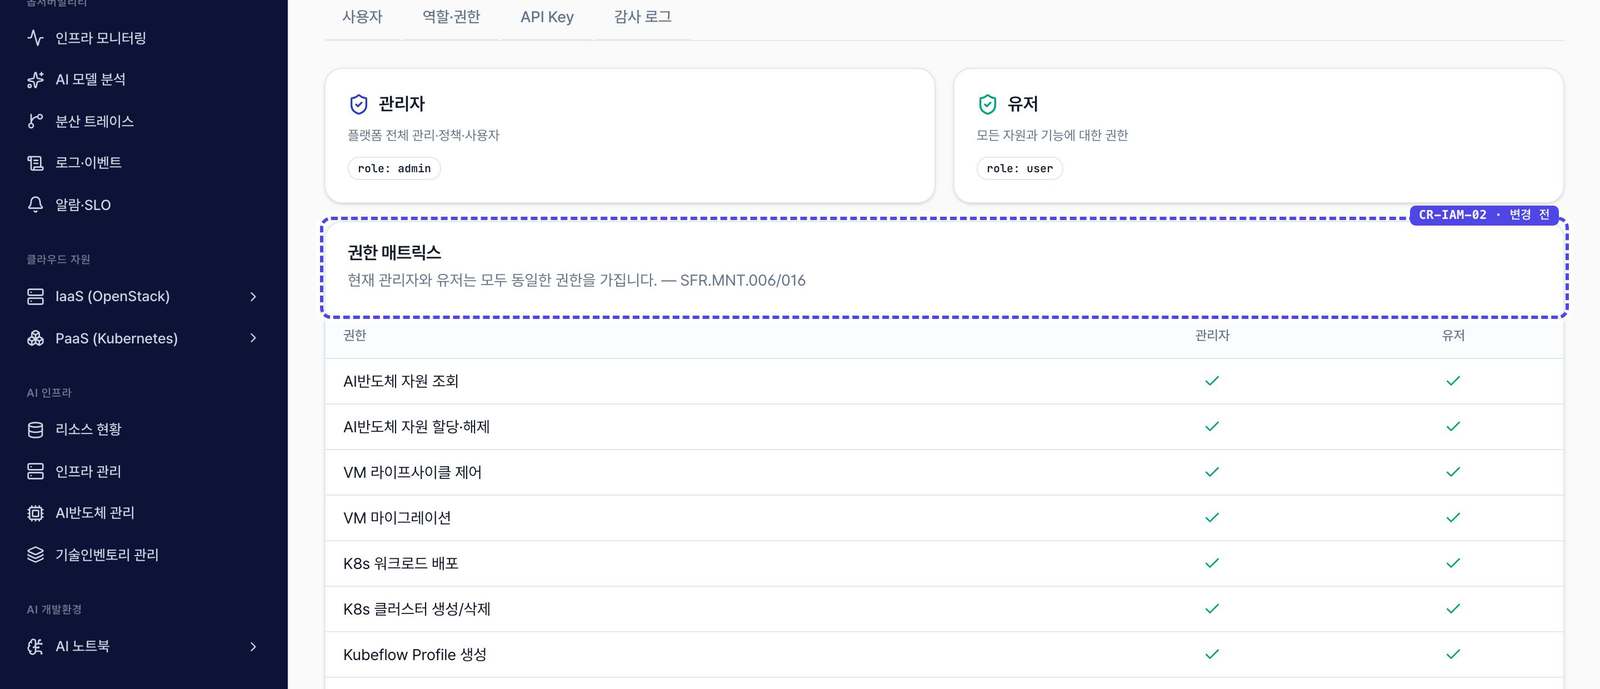 옵저버빌리티
인프라 모니터링
AI 모델 분석
분산 트레이스
로그·이벤트
알람·SLO
클라우드 자원
IaaS (OpenStack)
PaaS (Kubernetes)
AI 인프라
리소스 현황
인프라 관리
AI반도체 관리
기술인벤토리 관리
AI 개발환경
AI 노트북
사용자 역할·권한 API Key 감사 로그
관리자
플랫폼 전체 관리·정책·사용자
role: admin
유저
모든 자원과 기능에 대한 권한
role: user
CR-IAM-02 · 변경 전
권한 매트릭스
현재 관리자와 유저는 모두 동일한 권한을 가집니다. — SFR.MNT.006/016
권한 관리자 유저
AI반도체 자원 조회
AI반도체 자원 할당·해제
VM 라이프사이클 제어
VM 마이그레이션
K8s 워크로드 배포
K8s 클러스터 생성/삭제
Kubeflow Profile 생성